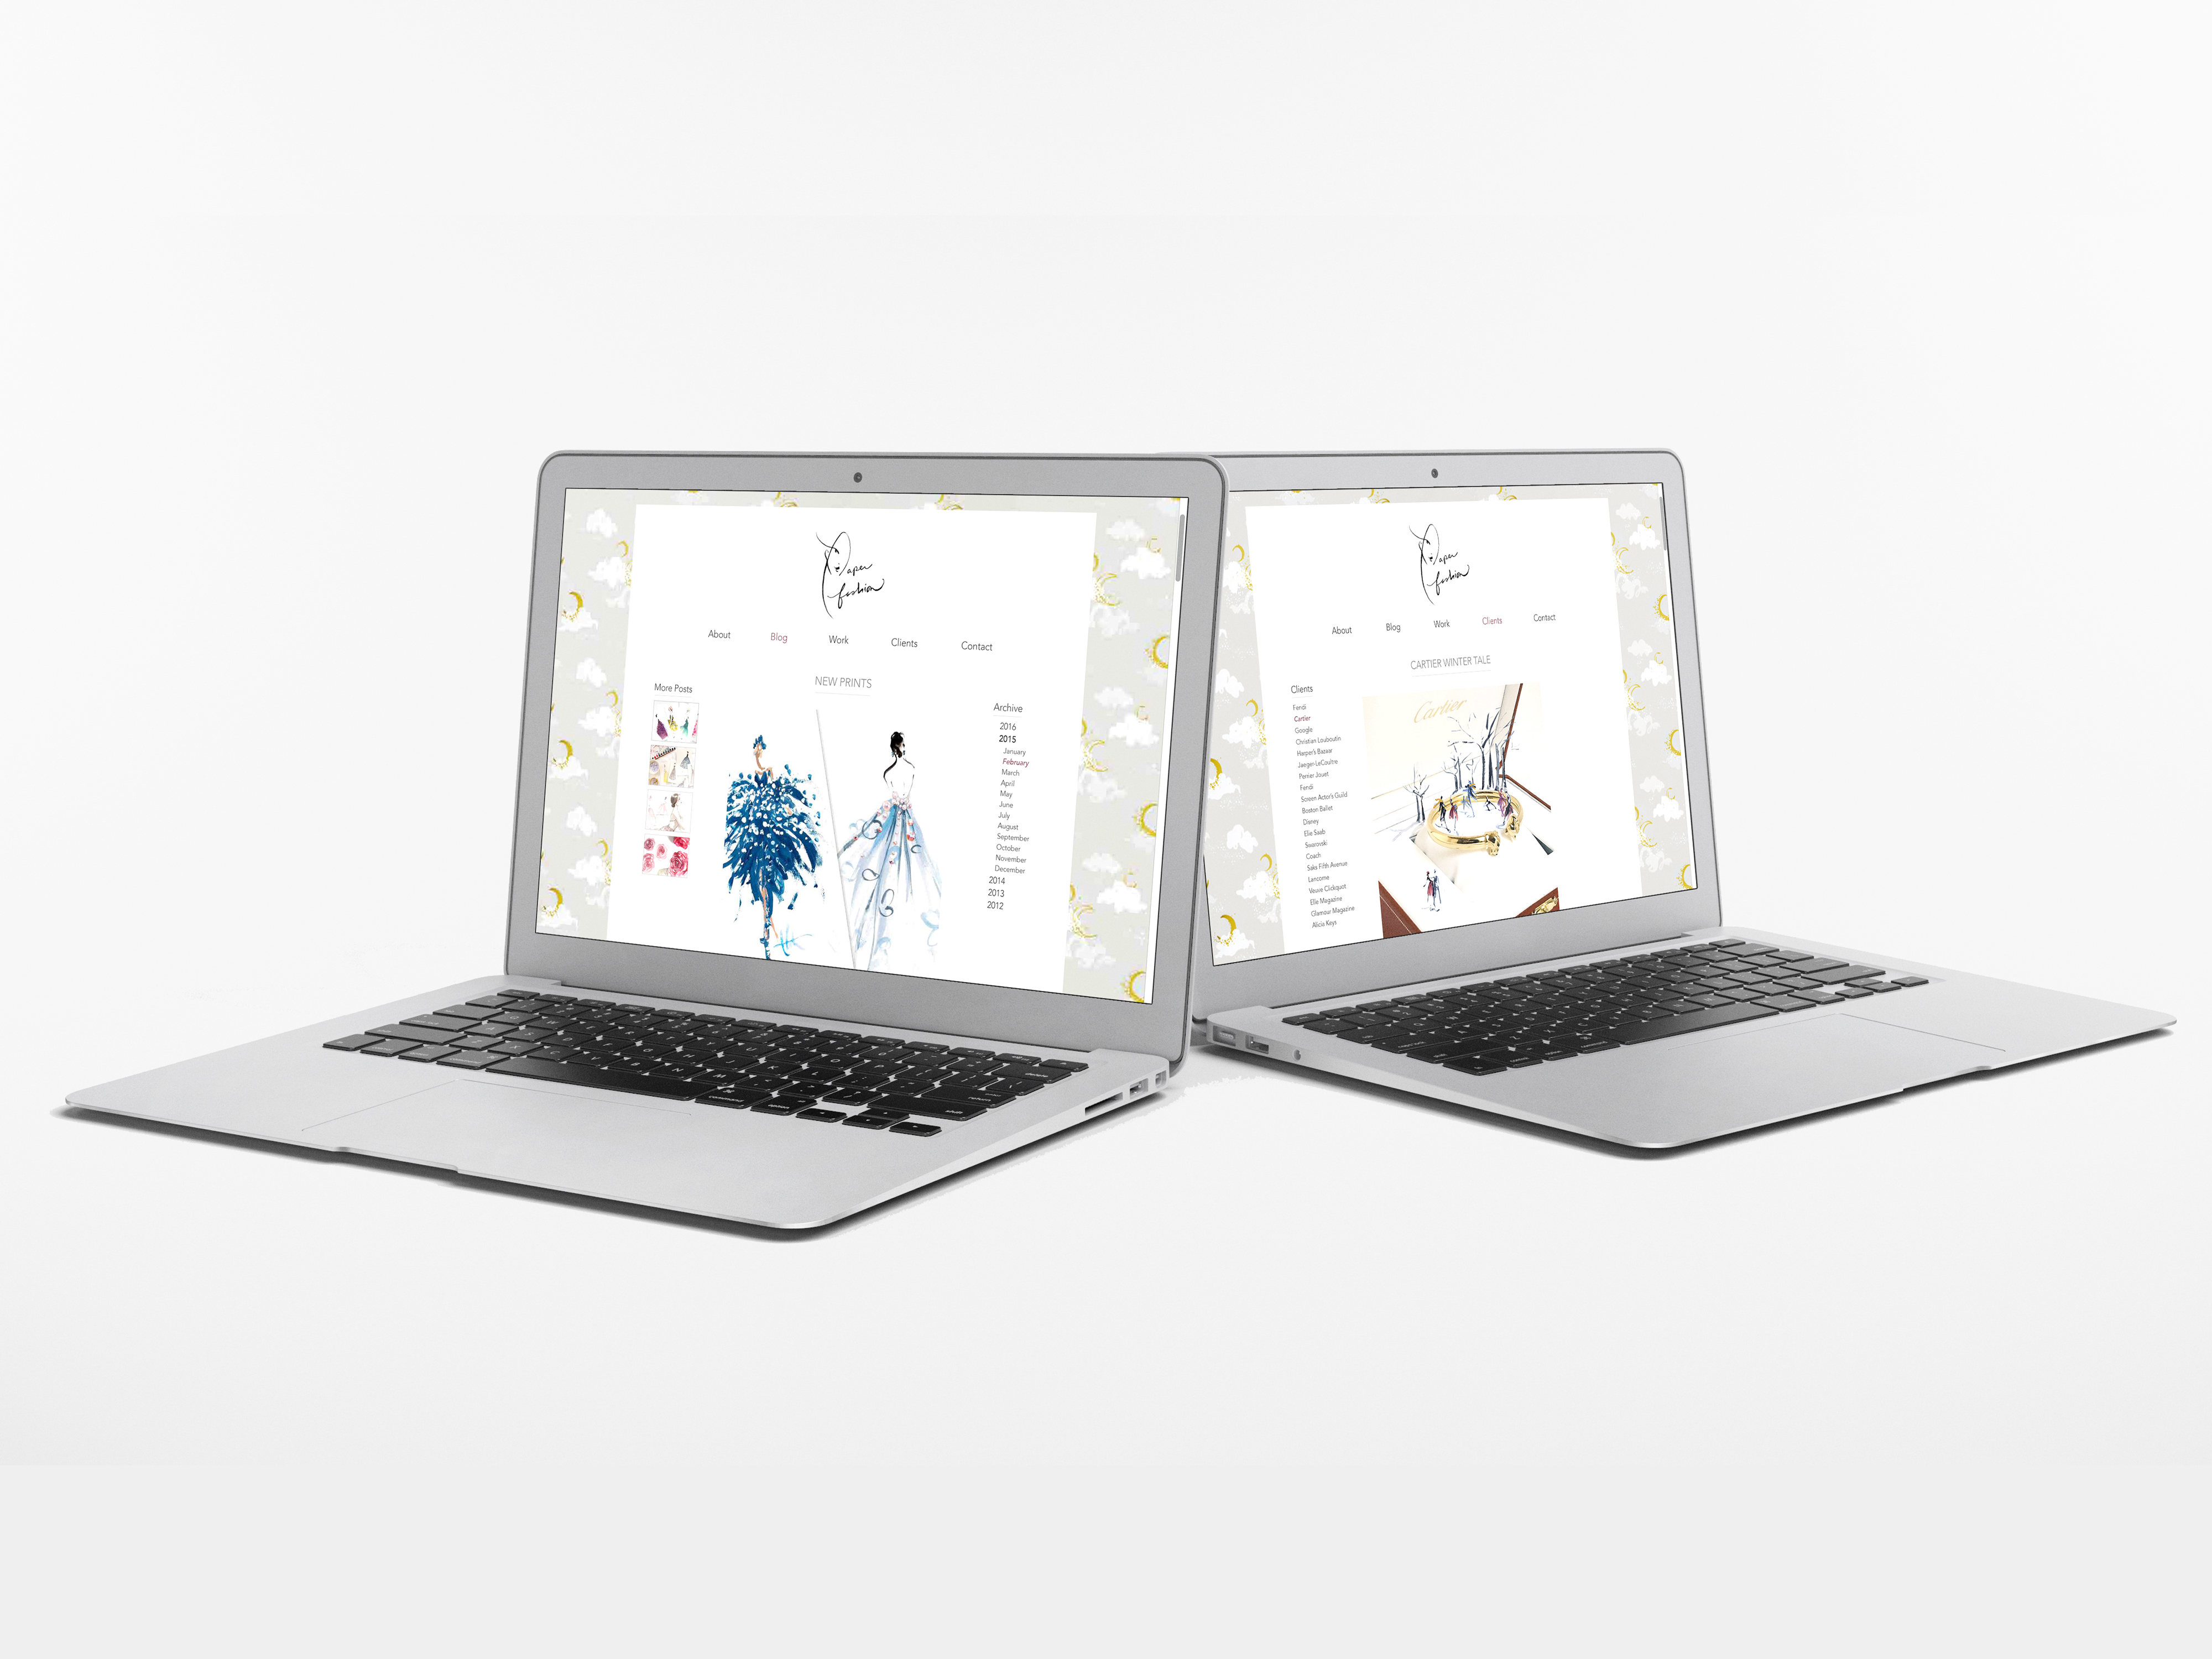 Paper
fashion
About Blog Work Clients Contact
NEW PRINTS
More Posts
Archive
2016
2015
January
February
March
April
May
June
July
August
September
October
November
December
2014
2013
2012
Paper
fashion
About Blog Work Clients Contact
CARTIER WINTER TALE
Clients
Fendi
Cartier
Google
Christian Louboutin
Harper's Bazaar
Jaeger-LeCoultre
Perrier Jouet
Fendi
Screen Actor's Guild
Boston Ballet
Disney
Elie Saab
Swarovski
Coach
Saks Fifth Avenue
Lancome
Veuve Clickquot
Elle Magazine
Glamour Magazine
Alicia Keys
Cartier